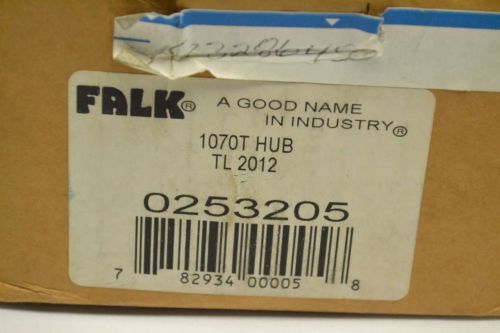 FALK® A GOOD NAME
IN INDUSTRY®
1070T HUB
TL 2012
0253205
7 82934 00005 8